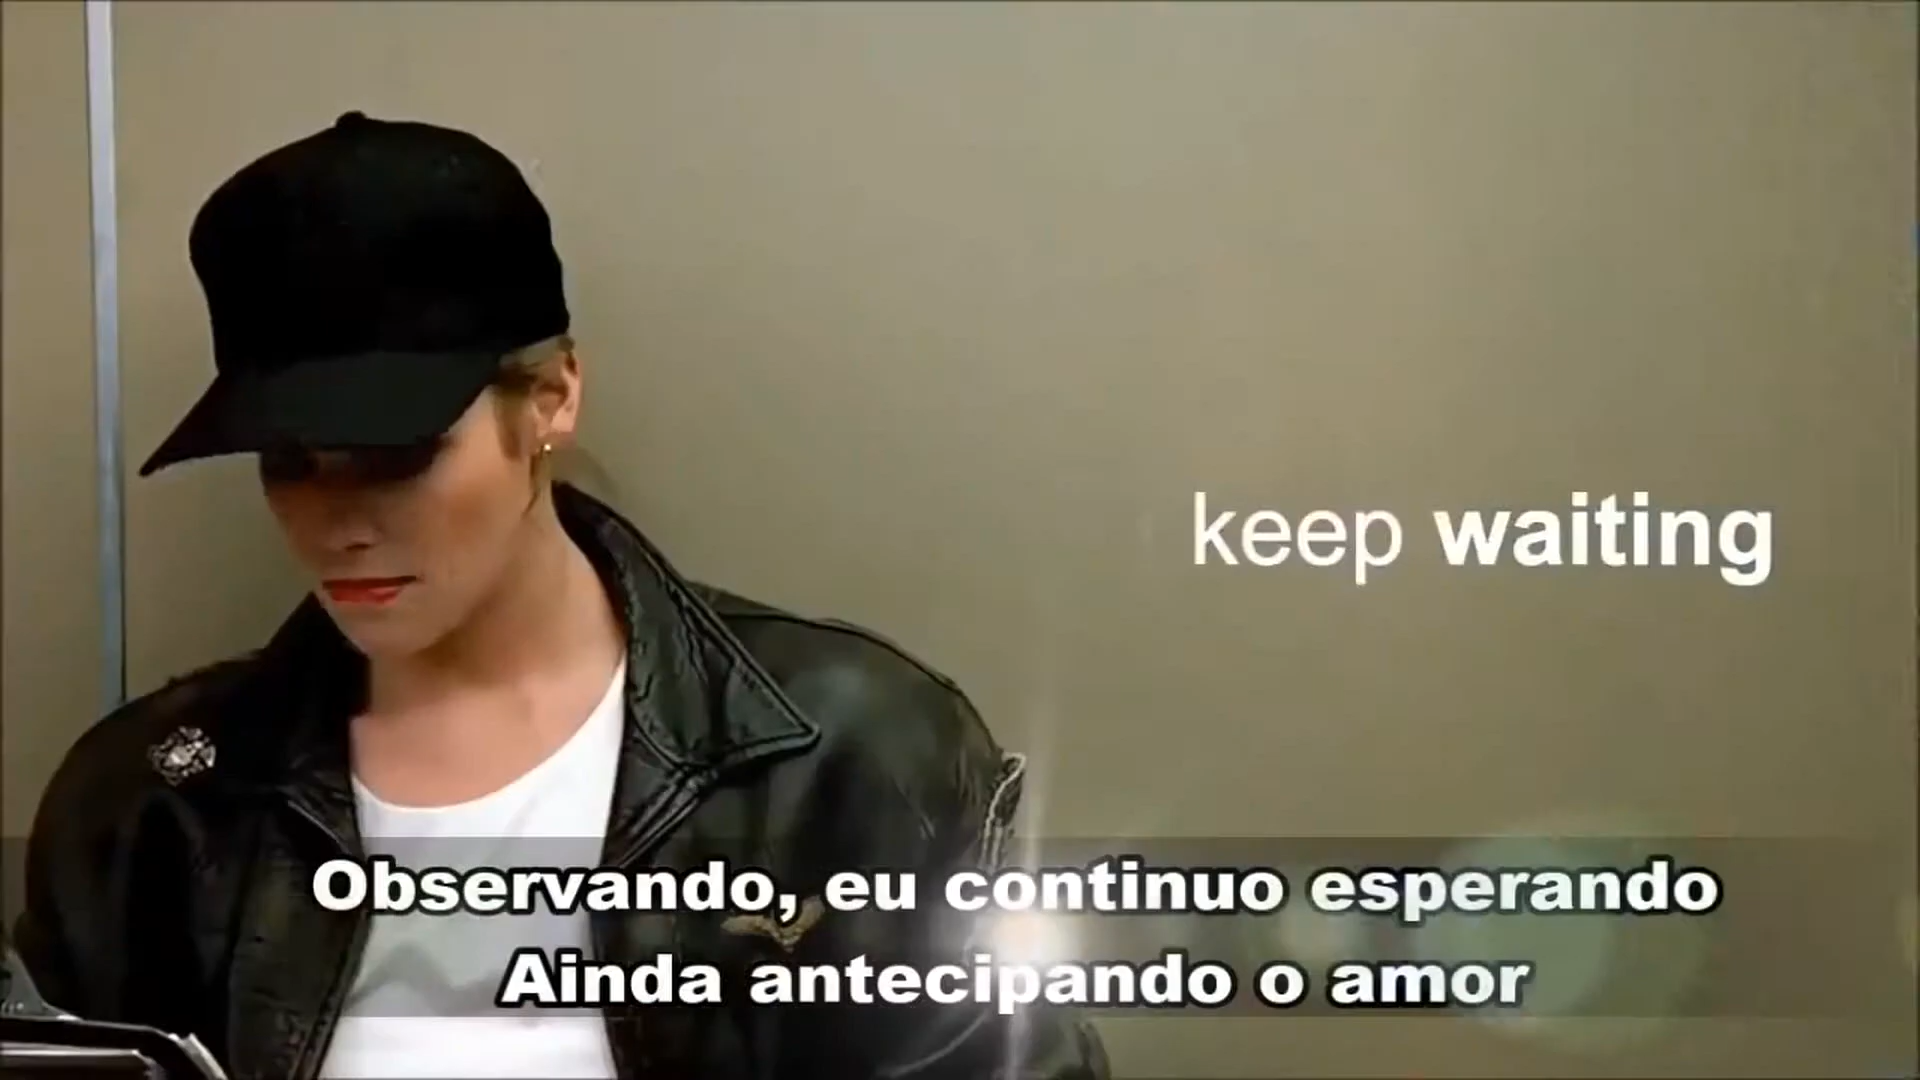 keep waiting
Observando, eu continuo esperando
Ainda antecipando o amor